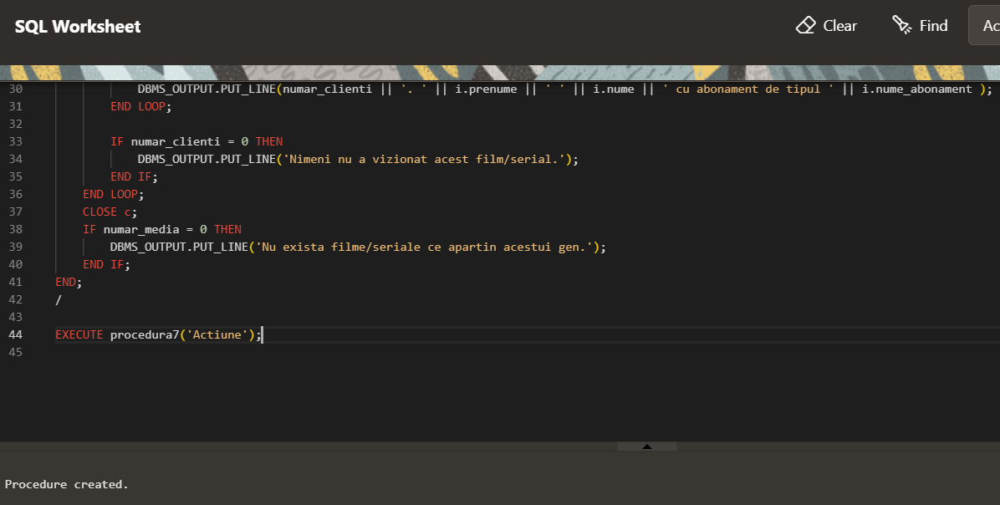 SQL Worksheet
Clear
Find
Ac
30 DBMS_OUTPUT.PUT_LINE(numar_clienti || '. ' || i.prenume || ' ' || i.nume || ' cu abonament de tipul ' || i.nume_abonament );
31 END LOOP;
32
33 IF numar_clienti = 0 THEN
34 DBMS_OUTPUT.PUT_LINE('Nimeni nu a vizionat acest film/serial.');
35 END IF;
36 END LOOP;
37 CLOSE c;
38 IF numar_media = 0 THEN
39 DBMS_OUTPUT.PUT_LINE('Nu exista filme/seriale ce apartin acestui gen.');
40 END IF;
41 END;
42 /
43
44 EXECUTE procedura7('Actiune');
45
Procedure created.